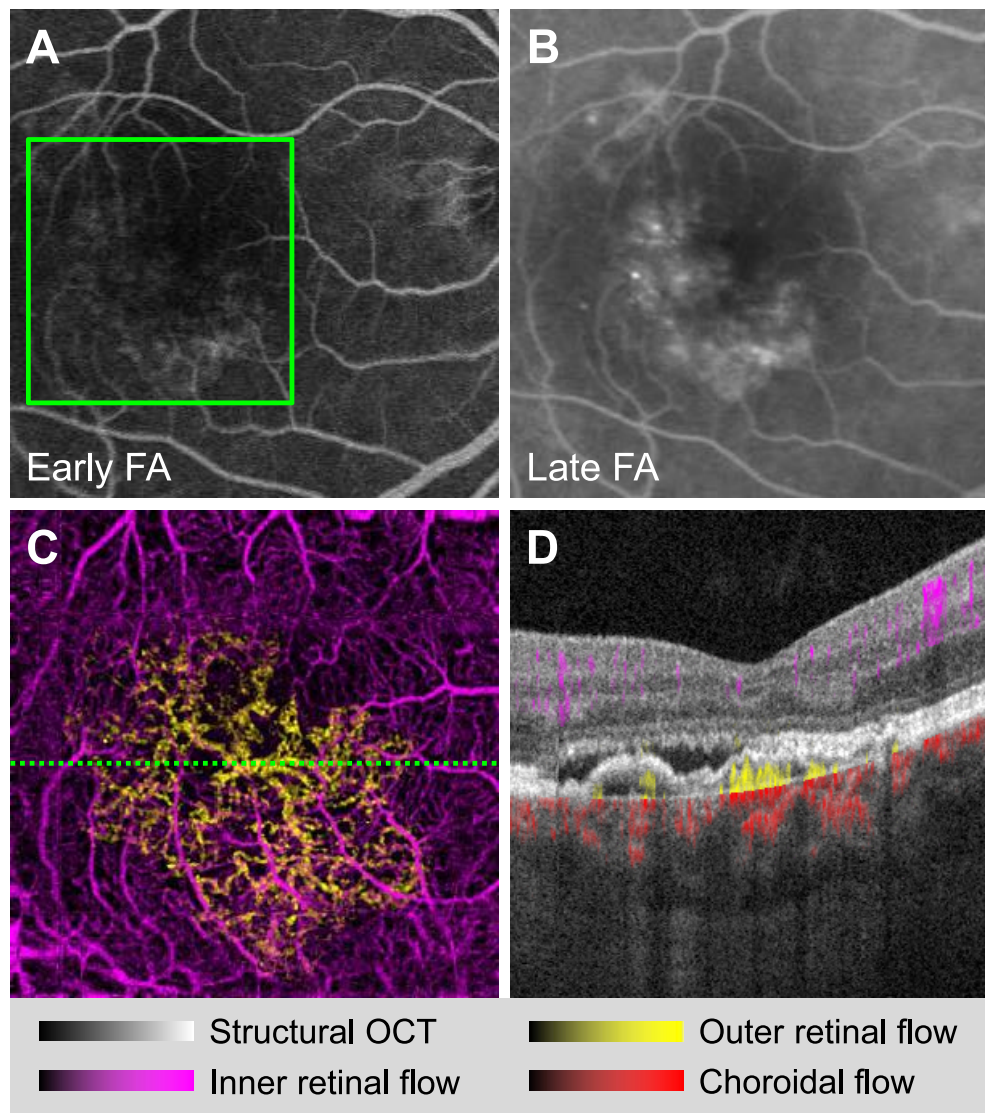 A
B
Early FA
Late FA
C
D
Structural OCT
Outer retinal flow
Inner retinal flow
Choroidal flow